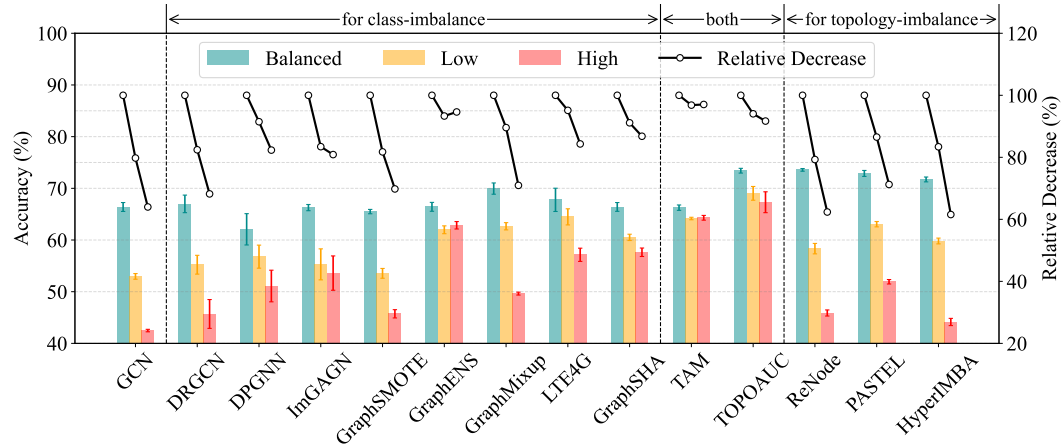 for class-imbalance both for topology-imbalance
Balanced Low High Relative Decrease
Accuracy (%)
100
90
80
70
60
50
40
Relative Decrease (%)
120
100
80
60
40
20
GCN DRGCN DPGNN ImGAGN GraphSMOTE GraphENS GraphMixup LTE4G GraphSHA TAM TOPOAUC ReNode PASTEL HyperIMBA